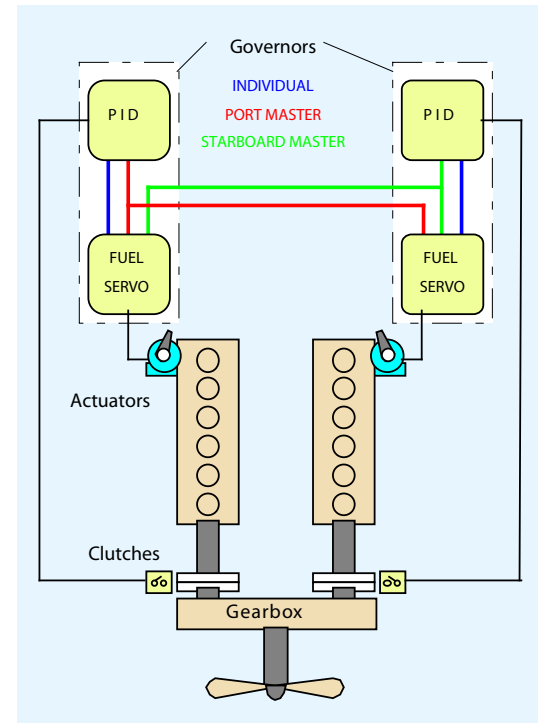 Governors
INDIVIDUAL
PID
PORT MASTER
PID
STARBOARD MASTER
FUEL
SERVO
FUEL
SERVO
Actuators
Clutches
Gearbox